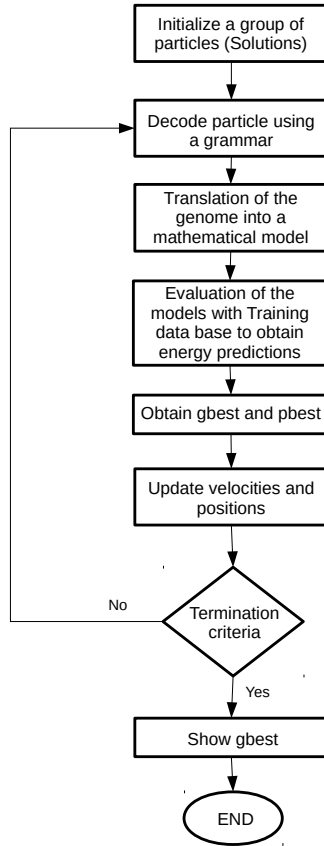 Initialize a group of
particles (Solutions)
Decode particle using
a grammar
Translation of the
genome into a
mathematical model
Evaluation of the
models with Training
data base to obtain
energy predictions
Obtain gbest and pbest
Update velocities and
positions
No
Termination
criteria
Yes
Show gbest
END